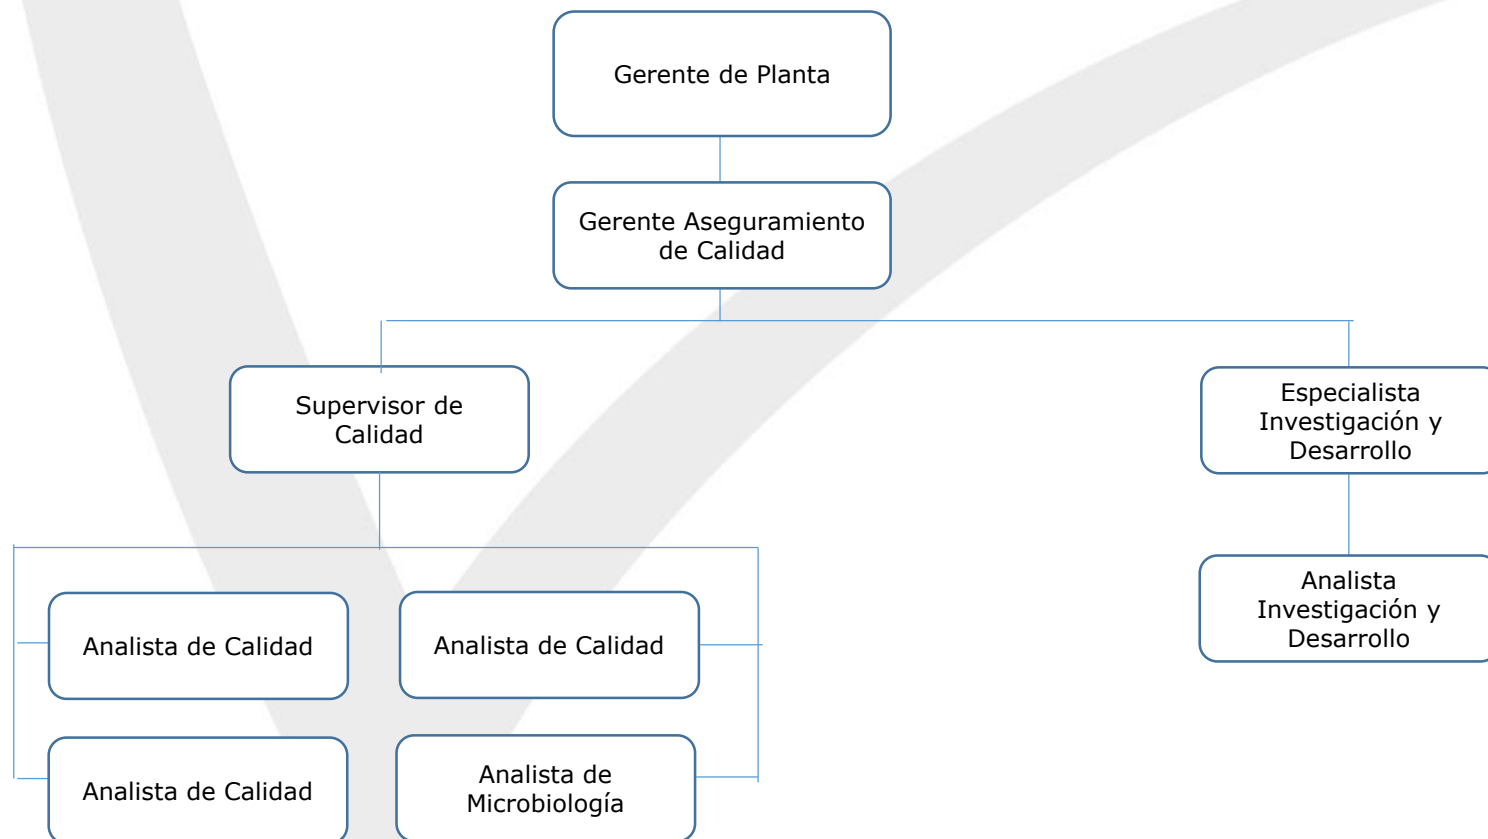 Gerente de Planta
Gerente Aseguramiento
de Calidad
Supervisor de
Calidad
Especialista
Investigación y
Desarrollo
Analista de Calidad
Analista de Calidad
Analista
Investigación y
Desarrollo
Analista de Calidad
Analista de
Microbiología